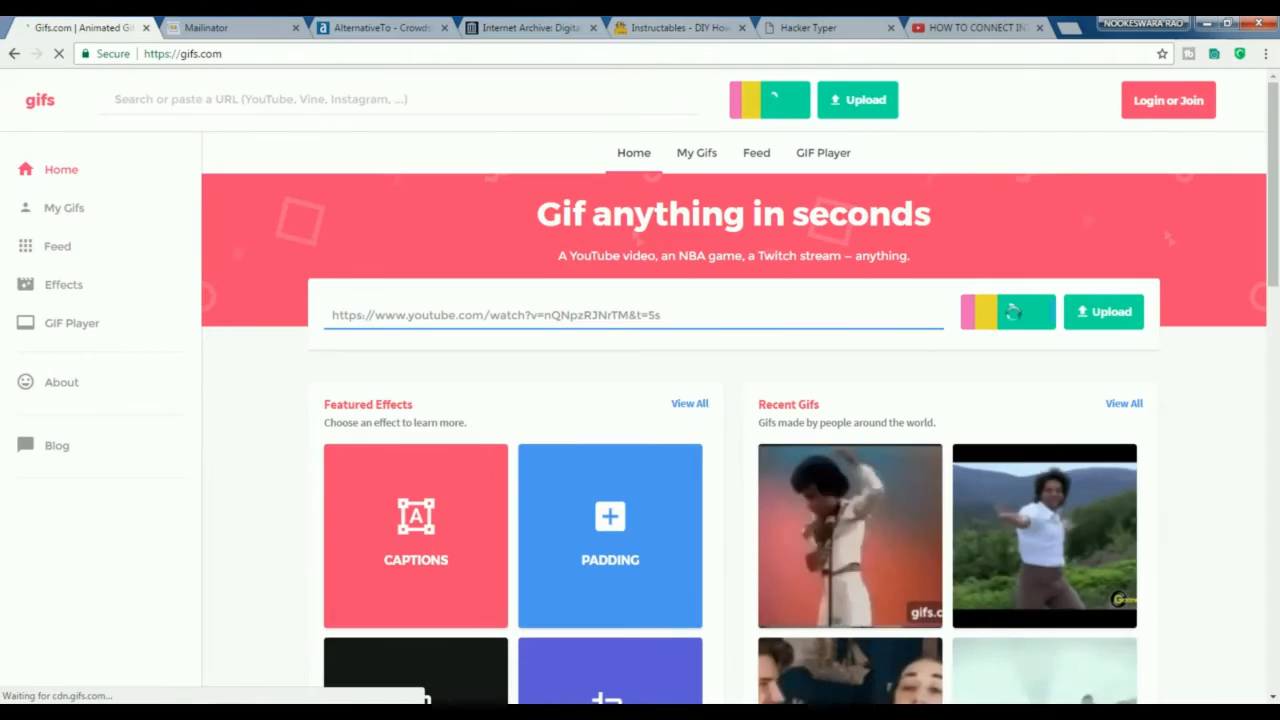 Gifs.com | Animated Gif
Mailinator
AlternativeTo - Crowds
Internet Archive: Digita
Instructables - DIY How
Hacker Typer
HOW TO CONNECT INT
NOOKESWARA RAO
Secure
https://gifs.com
gifs
Search or paste a URL (YouTube, Vine, Instagram, ...)
Upload
Login or Join
Home
My Gifs
Feed
GIF Player
Home
My Gifs
Feed
Effects
GIF Player
About
Blog
Gif anything in seconds
A YouTube video, an NBA game, a Twitch stream – anything.
https://www.youtube.com/watch?v=nQNpzRJNrTM&t=5s
Upload
Featured Effects
View All
Choose an effect to learn more.
CAPTIONS
PADDING
Recent Gifs
View All
Gifs made by people around the world.
gifs.c
Waiting for cdn.gifs.com...